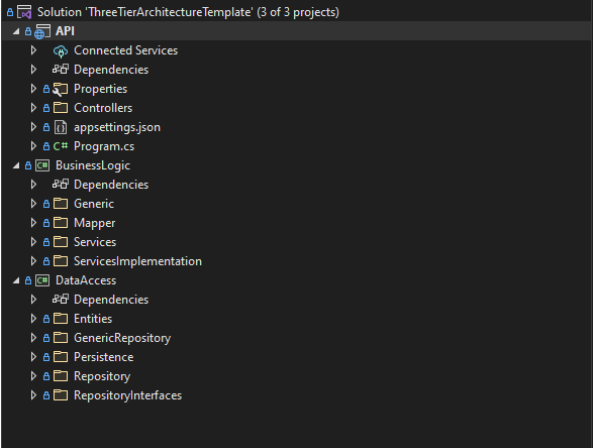 Solution 'ThreeTierArchitectureTemplate' (3 of 3 projects)
API
Connected Services
Dependencies
Properties
Controllers
appsettings.json
C# Program.cs
C# BusinessLogic
Dependencies
Generic
Mapper
Services
ServicesImplementation
C# DataAccess
Dependencies
Entities
GenericRepository
Persistence
Repository
RepositoryInterfaces